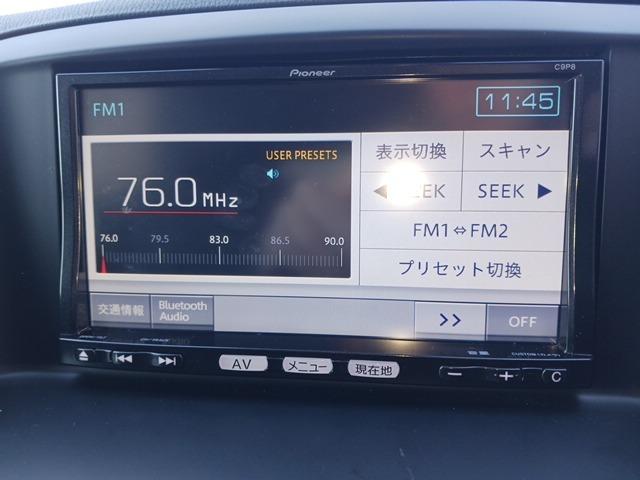 Pioneer
C9P8
FM1
11:45
USER PRESETS
76.0 MHz
76.0 79.5 83.0 86.5 90.0
表示切換
スキャン
SEEK ▶
FM1⇔FM2
プリセット切換
交通情報
Bluetooth
Audio
>>
OFF
AV
メニュー
現在地
− + C